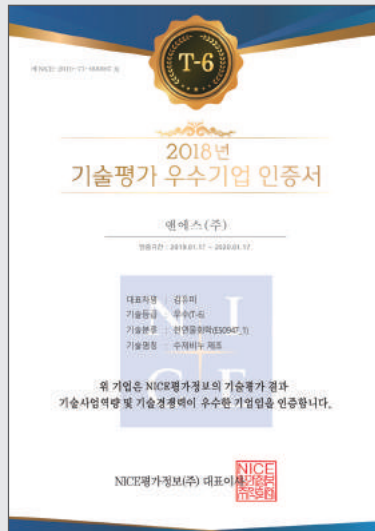 T-6
2018년
기술평가 우수기업 인증서
앤에스(주)
인증기간 : 2019.01.17 ~ 2020.01.17
대표자명 : 김유미
기술등급 : 우수(T-6)
기술분류 : 천연물화학(ES0947_1)
기술명칭 : 수제비누 제조
NICE
위 기업은 NICE평가정보의 기술평가 결과
기술사업역량 및 기술경쟁력이 우수한 기업임을 인증합니다.
NICE평가정보(주) 대표이사
NICE